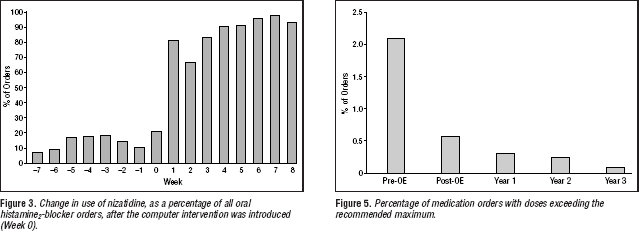 100
90
80
70
60
50
40
30
20
10
0
% of Orders
–7 –6 –5 –4 –3 –2 –1 0 1 2 3 4 5 6 7 8
Week
Figure 3. Change in use of nizatidine, as a percentage of all oral
histamine₂-blocker orders, after the computer intervention was introduced
(Week 0).
2.5
2.0
1.5
1.0
0.5
0.0
% of Orders
Pre-OE Post-OE Year 1 Year 2 Year 3
Figure 5. Percentage of medication orders with doses exceeding the
recommended maximum.